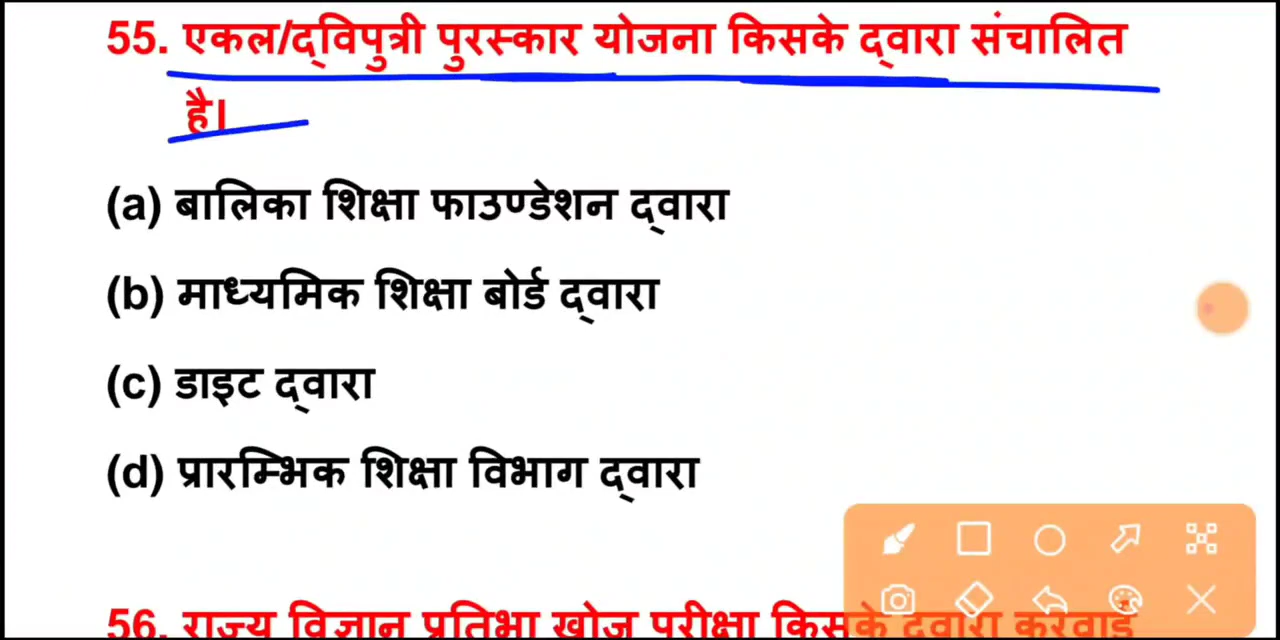 55. एकल/द्विपुत्री पुरस्कार योजना किसके द्वारा संचालित
है।
(a) बालिका शिक्षा फाउण्डेशन द्वारा
(b) माध्यमिक शिक्षा बोर्ड द्वारा
(c) डाइट द्वारा
(d) प्रारम्भिक शिक्षा विभाग द्वारा
56. राज्य विज्ञान प्रतिभा खोज परीक्षा किसके द्वारा करवाई